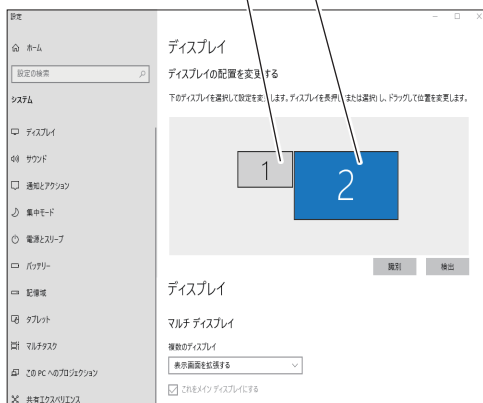 設定
ホーム
設定の検索
システム
ディスプレイ
サウンド
通知とアクション
集中モード
電源とスリープ
バッテリー
記憶域
タブレット
マルチタスク
この PC へのプロジェクション
共有エクスペリエンス
ディスプレイ
ディスプレイの配置を変更する
下のディスプレイを選択して設定を変更します。ディスプレイを長押し(または選択)し、ドラッグして位置を変更します。
1
2
識別
検出
ディスプレイ
マルチ ディスプレイ
複数のディスプレイ
表示画面を拡張する
これをメイン ディスプレイにする